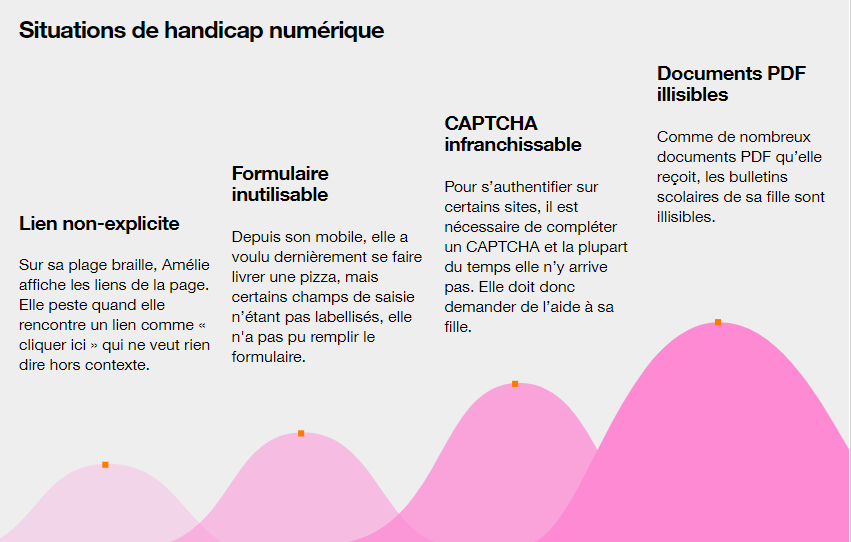 Situations de handicap numérique
Lien non-explicite
Sur sa plage braille, Amélie
affiche les liens de la page.
Elle peste quand elle
rencontre un lien comme «
cliquer ici » qui ne veut rien
dire hors contexte.
Formulaire
inutilisable
Depuis son mobile, elle a
voulu dernièrement se faire
livrer une pizza, mais
certains champs de saisie
n’étant pas labellisés, elle
n'a pas pu remplir le
formulaire.
CAPTCHA
infranchissable
Pour s’authentifier sur
certains sites, il est
nécessaire de compléter
un CAPTCHA et la plupart
du temps elle n’y arrive
pas. Elle doit donc
demander de l’aide à sa
fille.
Documents PDF
illisibles
Comme de nombreux
documents PDF qu’elle
reçoit, les bulletins
scolaires de sa fille sont
illisibles.